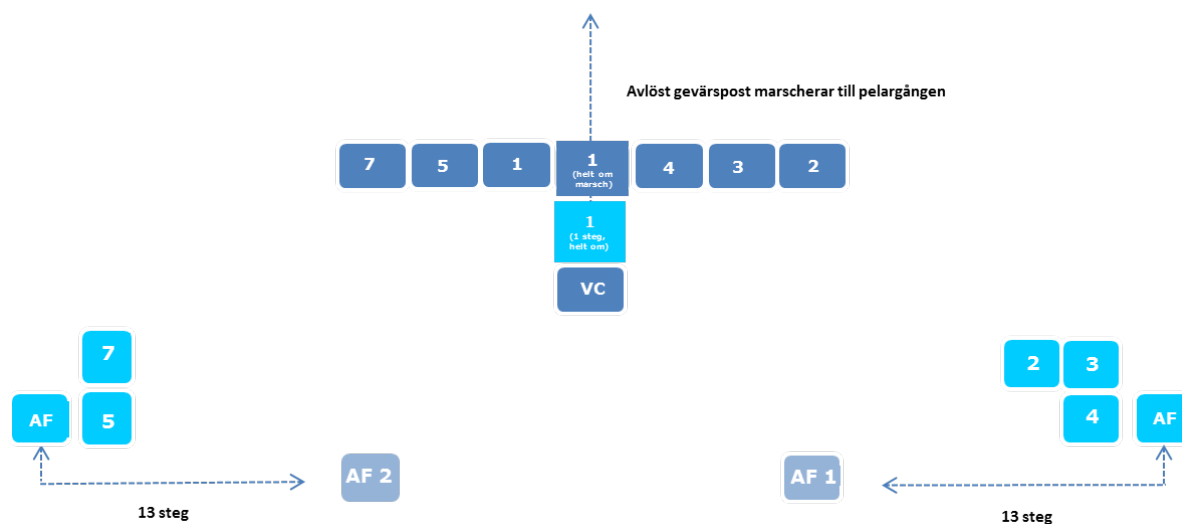 Avlöst gevärspost marscherar till pelargången
7
5
1
1
(helt om
marsch)
4
3
2
1
(1 steg,
helt om)
VC
7
2
3
AF
5
4
AF
AF 2
AF 1
13 steg
13 steg